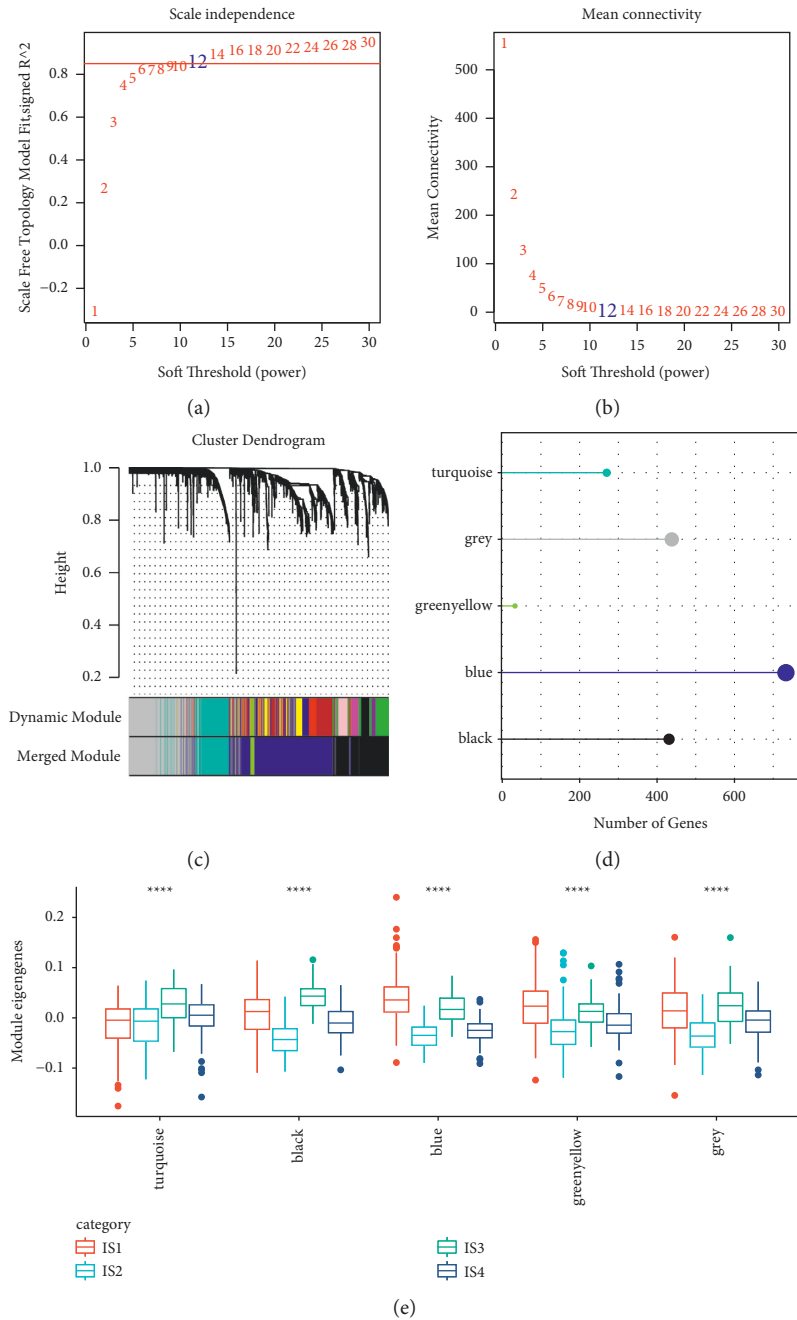 Scale independence
Scale Free Topology Model Fit,signed R^2
0.8
0.6
0.4
0.2
0.0
−0.2
1
2
3
4
5
6
7
8
9
10
12
14
16
18
20
22
24
26
28
30
0 5 10 15 20 25 30
Soft Threshold (power)
(a)
Mean connectivity
Mean Connectivity
500
400
300
200
100
0
1
2
3
4
5
6
7
8
9
10
12
14
16
18
20
22
24
26
28
30
0 5 10 15 20 25 30
Soft Threshold (power)
(b)
Cluster Dendrogram
Height
1.0
0.8
0.6
0.4
0.2
Dynamic Module
Merged Module
(c)
turquoise
grey
greenyellow
blue
black
0 200 400 600
Number of Genes
(d)
Module eigengenes
0.2
0.1
0.0
−0.1
**** **** **** **** ****
turquoise
black
blue
greenyellow
grey
category
IS1
IS2
IS3
IS4
(e)